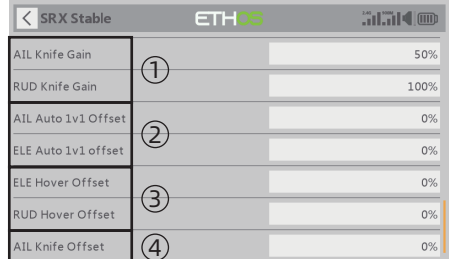 SRX Stable ETHOS
AIL Knife Gain 50%
①
RUD Knife Gain 100%
AIL Auto 1v1 Offset 0%
②
ELE Auto 1v1 offset 0%
ELE Hover Offset 0%
③
RUD Hover Offset 0%
AIL Knife Offset ④ 0%